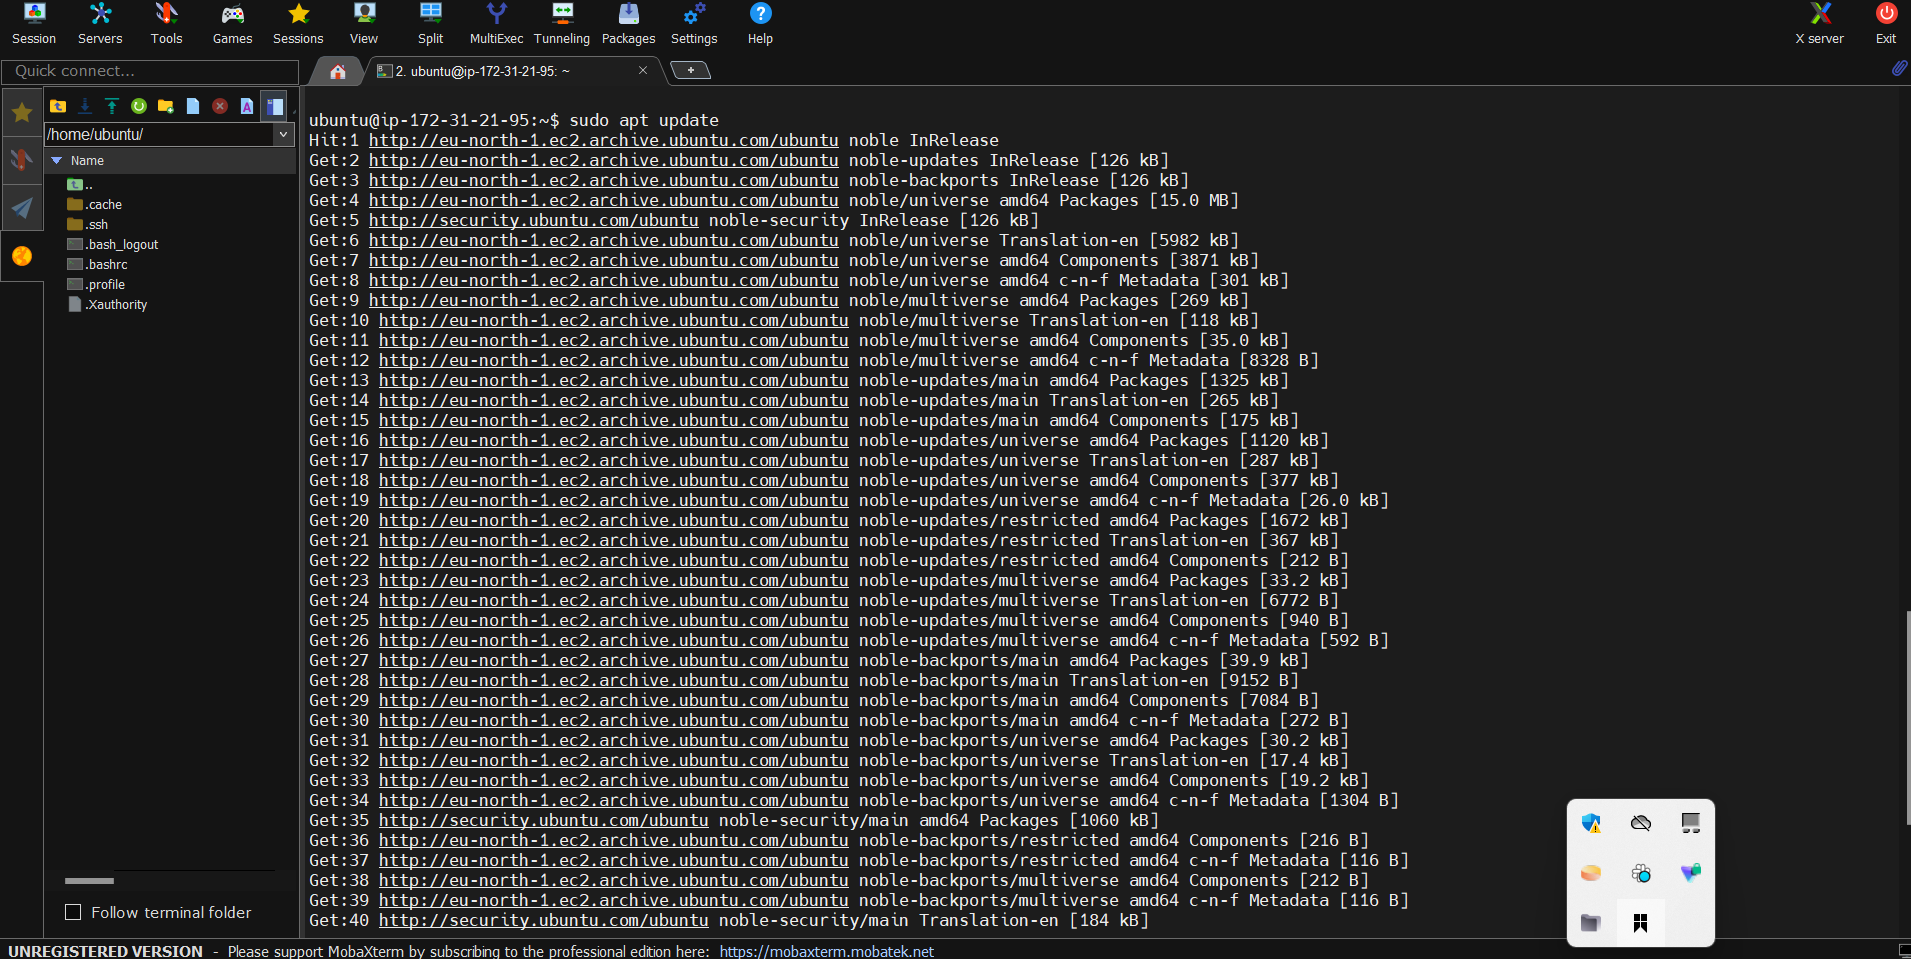 Session Servers Tools Games Sessions View Split MultiExec Tunneling Packages Settings Help X server Exit
Quick connect...
2. ubuntu@ip-172-31-21-95: ~
/home/ubuntu/
Name
..
.cache
.ssh
.bash_logout
.bashrc
.profile
.Xauthority
Follow terminal folder
ubuntu@ip-172-31-21-95:~$ sudo apt update
Hit:1 http://eu-north-1.ec2.archive.ubuntu.com/ubuntu noble InRelease
Get:2 http://eu-north-1.ec2.archive.ubuntu.com/ubuntu noble-updates InRelease [126 kB]
Get:3 http://eu-north-1.ec2.archive.ubuntu.com/ubuntu noble-backports InRelease [126 kB]
Get:4 http://eu-north-1.ec2.archive.ubuntu.com/ubuntu noble/universe amd64 Packages [15.0 MB]
Get:5 http://security.ubuntu.com/ubuntu noble-security InRelease [126 kB]
Get:6 http://eu-north-1.ec2.archive.ubuntu.com/ubuntu noble/universe Translation-en [5982 kB]
Get:7 http://eu-north-1.ec2.archive.ubuntu.com/ubuntu noble/universe amd64 Components [3871 kB]
Get:8 http://eu-north-1.ec2.archive.ubuntu.com/ubuntu noble/universe amd64 c-n-f Metadata [301 kB]
Get:9 http://eu-north-1.ec2.archive.ubuntu.com/ubuntu noble/multiverse amd64 Packages [269 kB]
Get:10 http://eu-north-1.ec2.archive.ubuntu.com/ubuntu noble/multiverse Translation-en [118 kB]
Get:11 http://eu-north-1.ec2.archive.ubuntu.com/ubuntu noble/multiverse amd64 Components [35.0 kB]
Get:12 http://eu-north-1.ec2.archive.ubuntu.com/ubuntu noble/multiverse amd64 c-n-f Metadata [8328 B]
Get:13 http://eu-north-1.ec2.archive.ubuntu.com/ubuntu noble-updates/main amd64 Packages [1325 kB]
Get:14 http://eu-north-1.ec2.archive.ubuntu.com/ubuntu noble-updates/main Translation-en [265 kB]
Get:15 http://eu-north-1.ec2.archive.ubuntu.com/ubuntu noble-updates/main amd64 Components [175 kB]
Get:16 http://eu-north-1.ec2.archive.ubuntu.com/ubuntu noble-updates/universe amd64 Packages [1120 kB]
Get:17 http://eu-north-1.ec2.archive.ubuntu.com/ubuntu noble-updates/universe Translation-en [287 kB]
Get:18 http://eu-north-1.ec2.archive.ubuntu.com/ubuntu noble-updates/universe amd64 Components [377 kB]
Get:19 http://eu-north-1.ec2.archive.ubuntu.com/ubuntu noble-updates/universe amd64 c-n-f Metadata [26.0 kB]
Get:20 http://eu-north-1.ec2.archive.ubuntu.com/ubuntu noble-updates/restricted amd64 Packages [1672 kB]
Get:21 http://eu-north-1.ec2.archive.ubuntu.com/ubuntu noble-updates/restricted Translation-en [367 kB]
Get:22 http://eu-north-1.ec2.archive.ubuntu.com/ubuntu noble-updates/restricted amd64 Components [212 B]
Get:23 http://eu-north-1.ec2.archive.ubuntu.com/ubuntu noble-updates/multiverse amd64 Packages [33.2 kB]
Get:24 http://eu-north-1.ec2.archive.ubuntu.com/ubuntu noble-updates/multiverse Translation-en [6772 B]
Get:25 http://eu-north-1.ec2.archive.ubuntu.com/ubuntu noble-updates/multiverse amd64 Components [940 B]
Get:26 http://eu-north-1.ec2.archive.ubuntu.com/ubuntu noble-updates/multiverse amd64 c-n-f Metadata [592 B]
Get:27 http://eu-north-1.ec2.archive.ubuntu.com/ubuntu noble-backports/main amd64 Packages [39.9 kB]
Get:28 http://eu-north-1.ec2.archive.ubuntu.com/ubuntu noble-backports/main Translation-en [9152 B]
Get:29 http://eu-north-1.ec2.archive.ubuntu.com/ubuntu noble-backports/main amd64 Components [7084 B]
Get:30 http://eu-north-1.ec2.archive.ubuntu.com/ubuntu noble-backports/main amd64 c-n-f Metadata [272 B]
Get:31 http://eu-north-1.ec2.archive.ubuntu.com/ubuntu noble-backports/universe amd64 Packages [30.2 kB]
Get:32 http://eu-north-1.ec2.archive.ubuntu.com/ubuntu noble-backports/universe Translation-en [17.4 kB]
Get:33 http://eu-north-1.ec2.archive.ubuntu.com/ubuntu noble-backports/universe amd64 Components [19.2 kB]
Get:34 http://eu-north-1.ec2.archive.ubuntu.com/ubuntu noble-backports/universe amd64 c-n-f Metadata [1304 B]
Get:35 http://security.ubuntu.com/ubuntu noble-security/main amd64 Packages [1060 kB]
Get:36 http://eu-north-1.ec2.archive.ubuntu.com/ubuntu noble-backports/restricted amd64 Components [216 B]
Get:37 http://eu-north-1.ec2.archive.ubuntu.com/ubuntu noble-backports/restricted amd64 c-n-f Metadata [116 B]
Get:38 http://eu-north-1.ec2.archive.ubuntu.com/ubuntu noble-backports/multiverse amd64 Components [212 B]
Get:39 http://eu-north-1.ec2.archive.ubuntu.com/ubuntu noble-backports/multiverse amd64 c-n-f Metadata [116 B]
Get:40 http://security.ubuntu.com/ubuntu noble-security/main Translation-en [184 kB]
UNREGISTERED VERSION - Please support MobaXterm by subscribing to the professional edition here: https://mobaxterm.mobatek.net